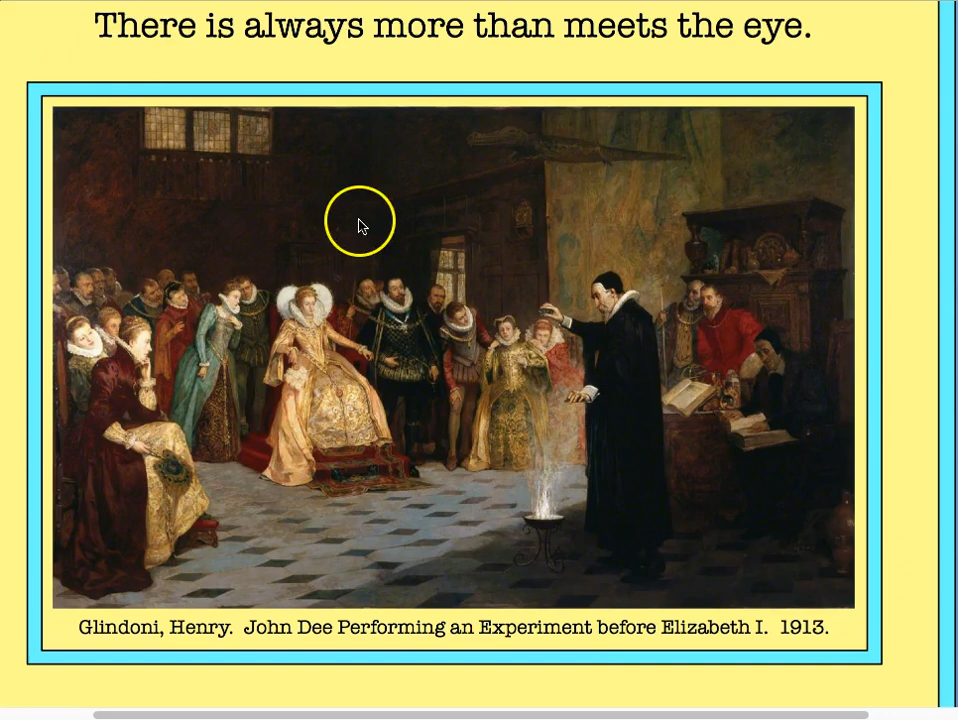 There is always more than meets the eye.
Glindoni, Henry.  John Dee Performing an Experiment before Elizabeth I.  1913.